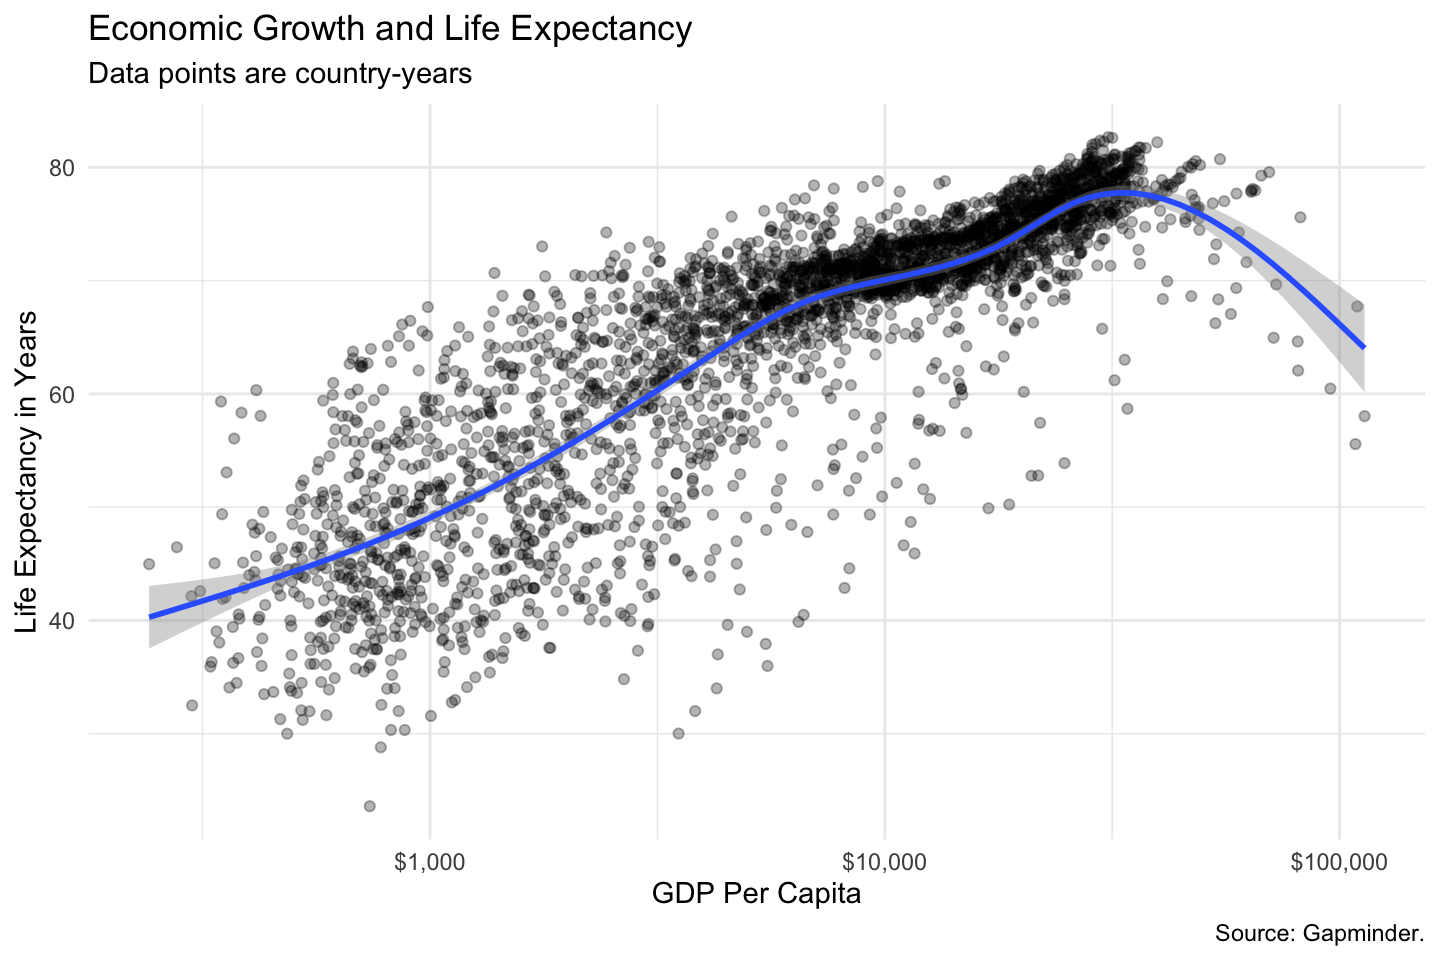 Economic Growth and Life Expectancy
Data points are country-years
Life Expectancy in Years
80
60
40
$1,000
$10,000
$100,000
GDP Per Capita
Source: Gapminder.